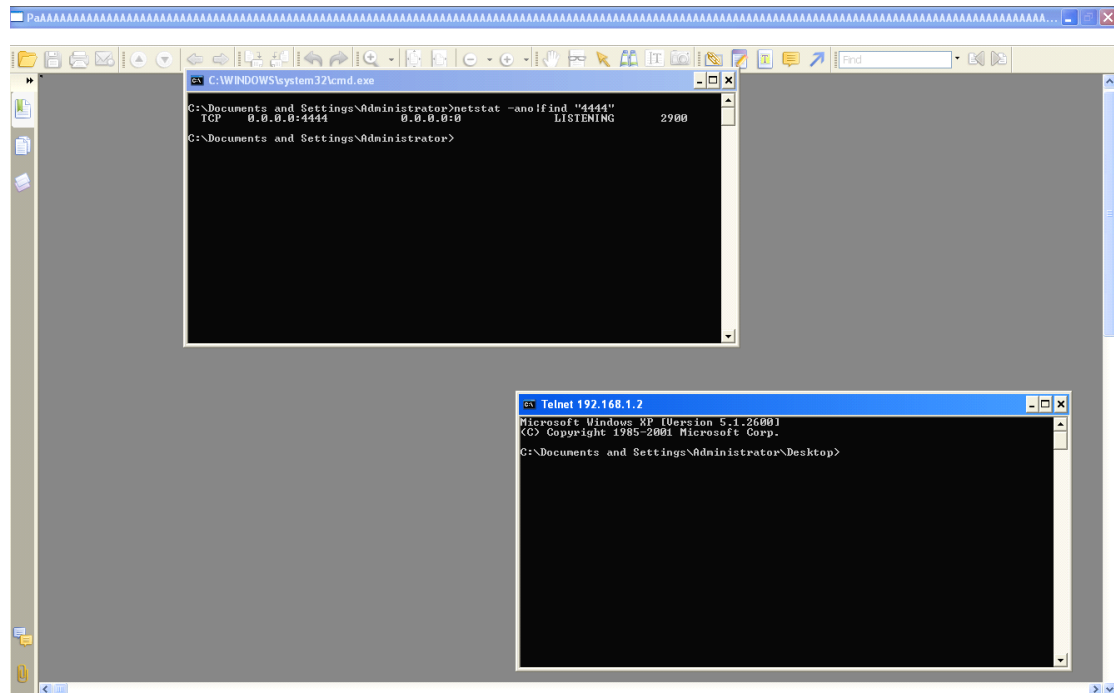 Find
C:\WINDOWS\system32\cmd.exe
C:\Documents and Settings\Administrator>netstat -ano|find "4444"
TCP 0.0.0.0:4444 0.0.0.0:0 LISTENING 2900
C:\Documents and Settings\Administrator>
Telnet 192.168.1.2
Microsoft Windows XP [Version 5.1.2600]
(C) Copyright 1985-2001 Microsoft Corp.
C:\Documents and Settings\Administrator\Desktop>